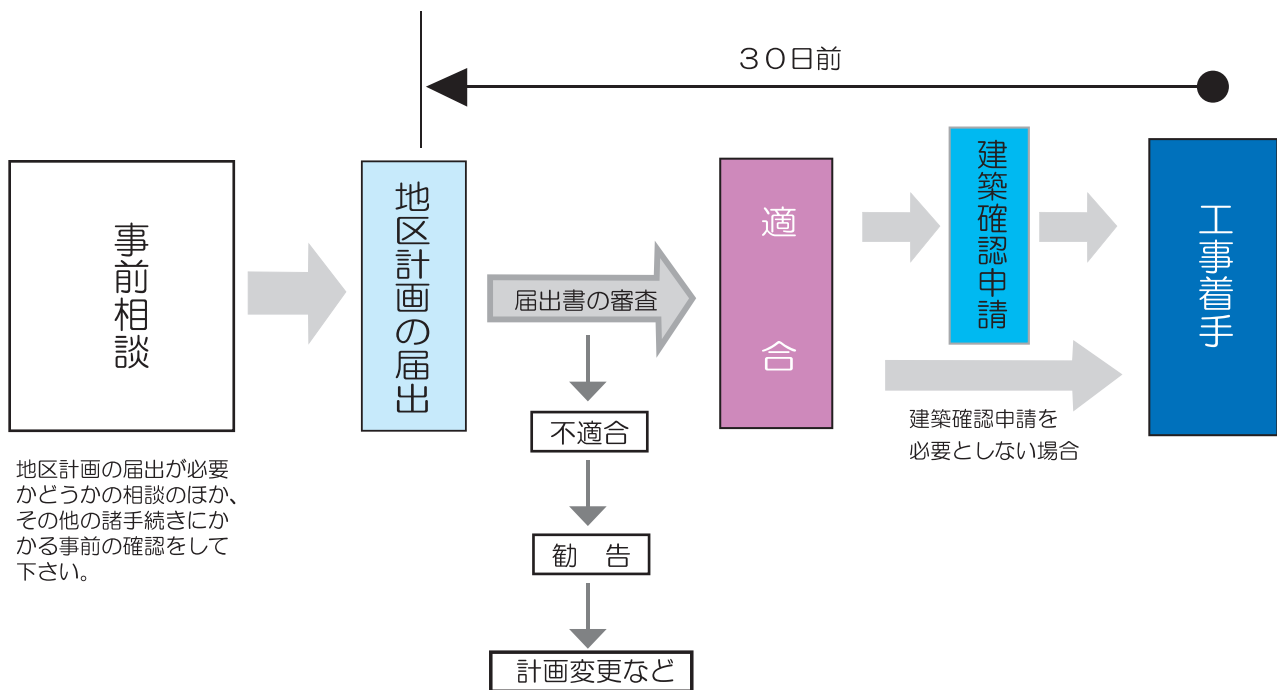 30日前
事前相談
地区計画の届出が必要
かどうかの相談のほか、
その他の諸手続きにか
かる事前の確認をして
下さい。
地区計画の届出
届出書の審査
不適合
勧　告
計画変更など
適　合
建築確認申請
建築確認申請を
必要としない場合
工事着手